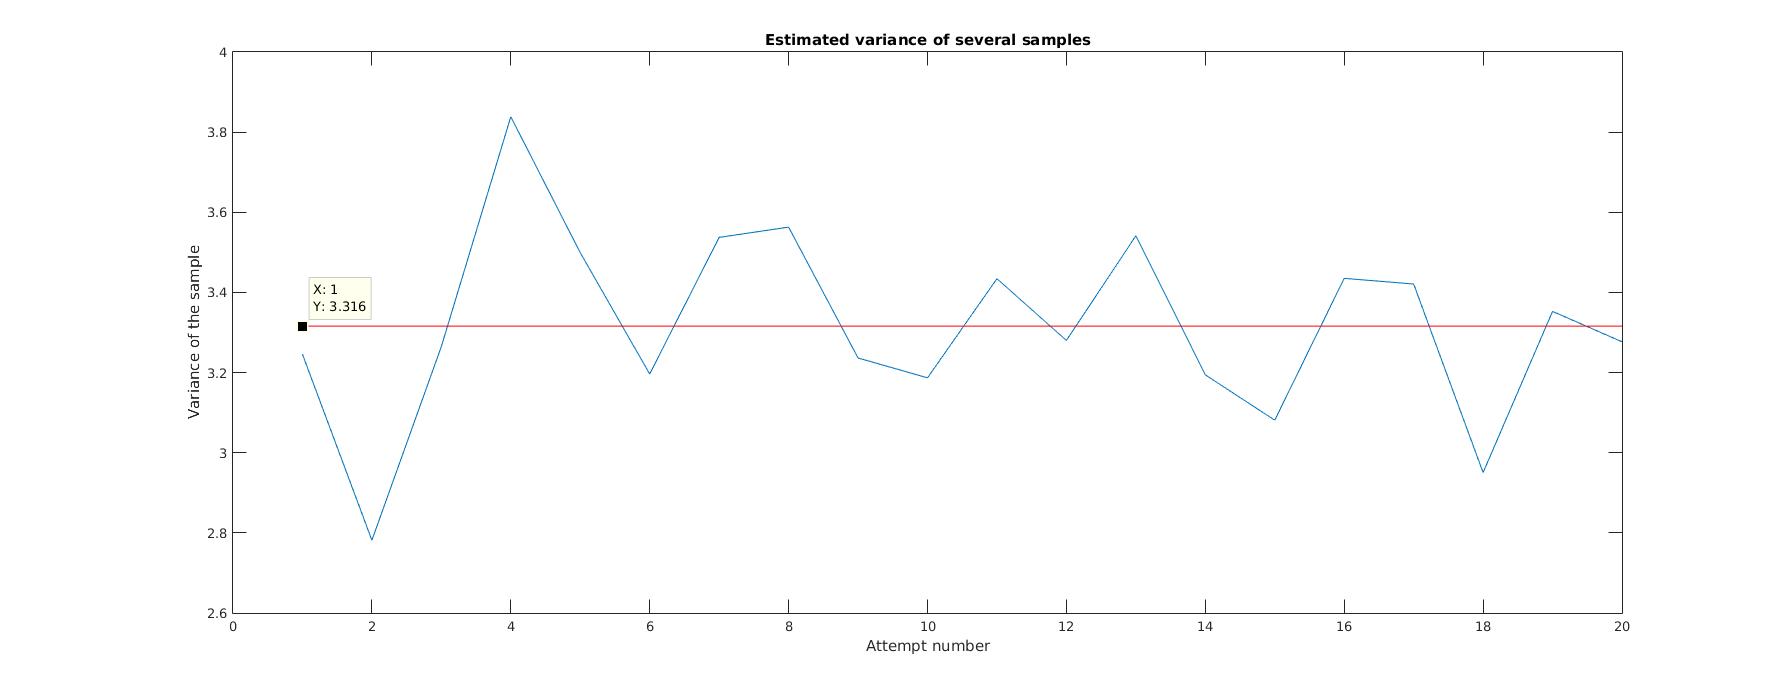 Estimated variance of several samples
4
3.8
3.6
3.4
3.2
3
2.8
2.6
Variance of the sample
X: 1
Y: 3.316
0 2 4 6 8 10 12 14 16 18 20
Attempt number